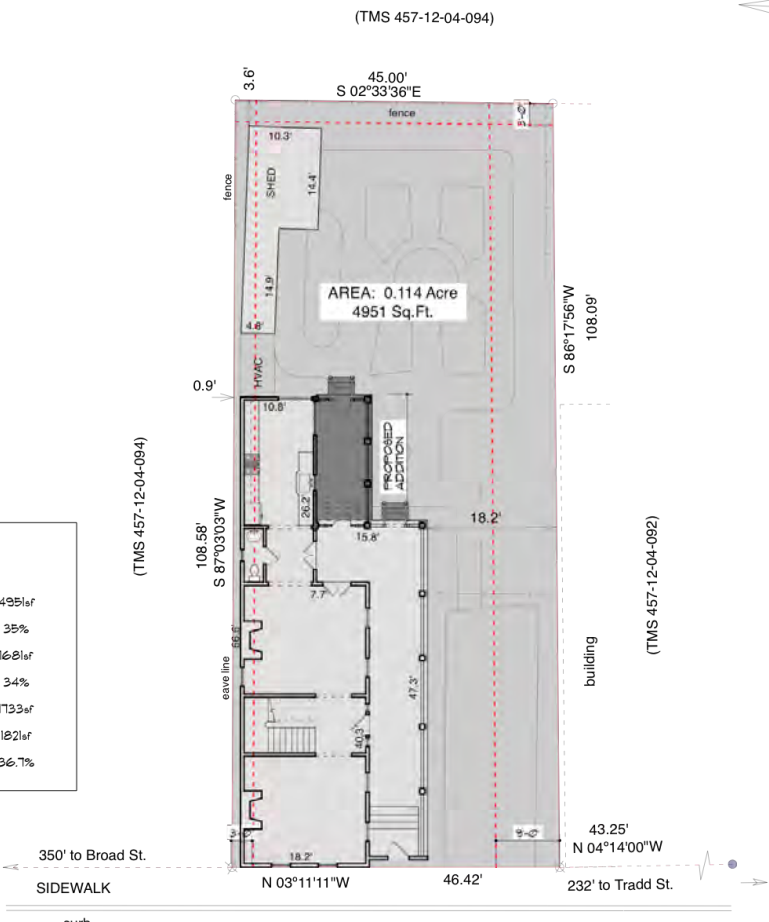 (TMS 457-12-04-094)
3.6'
45.00'
S 02°33'36"E
fence
3'-0"
10.3'
SHED
14.4'
fence
14.9'
4.6'
AREA: 0.114 Acre
4951 Sq.Ft.
S 86°17'56"W
108.09'
HVAC
0.9'
10.8'
PROPOSED
ADDITION
26.2'
15.8'
18.2'
(TMS 457-12-04-094)
108.58'
S 87°03'03"W
(TMS 457-12-04-092)
7.7'
4951sf
35%
1681sf
34%
1733sf
1821sf
36.7%
66.6'
eave line
building
47.3'
40.3'
18.2'
43.25'
N 04°14'00"W
350' to Broad St.
N 03°11'11"W
46.42'
232' to Tradd St.
SIDEWALK
curb